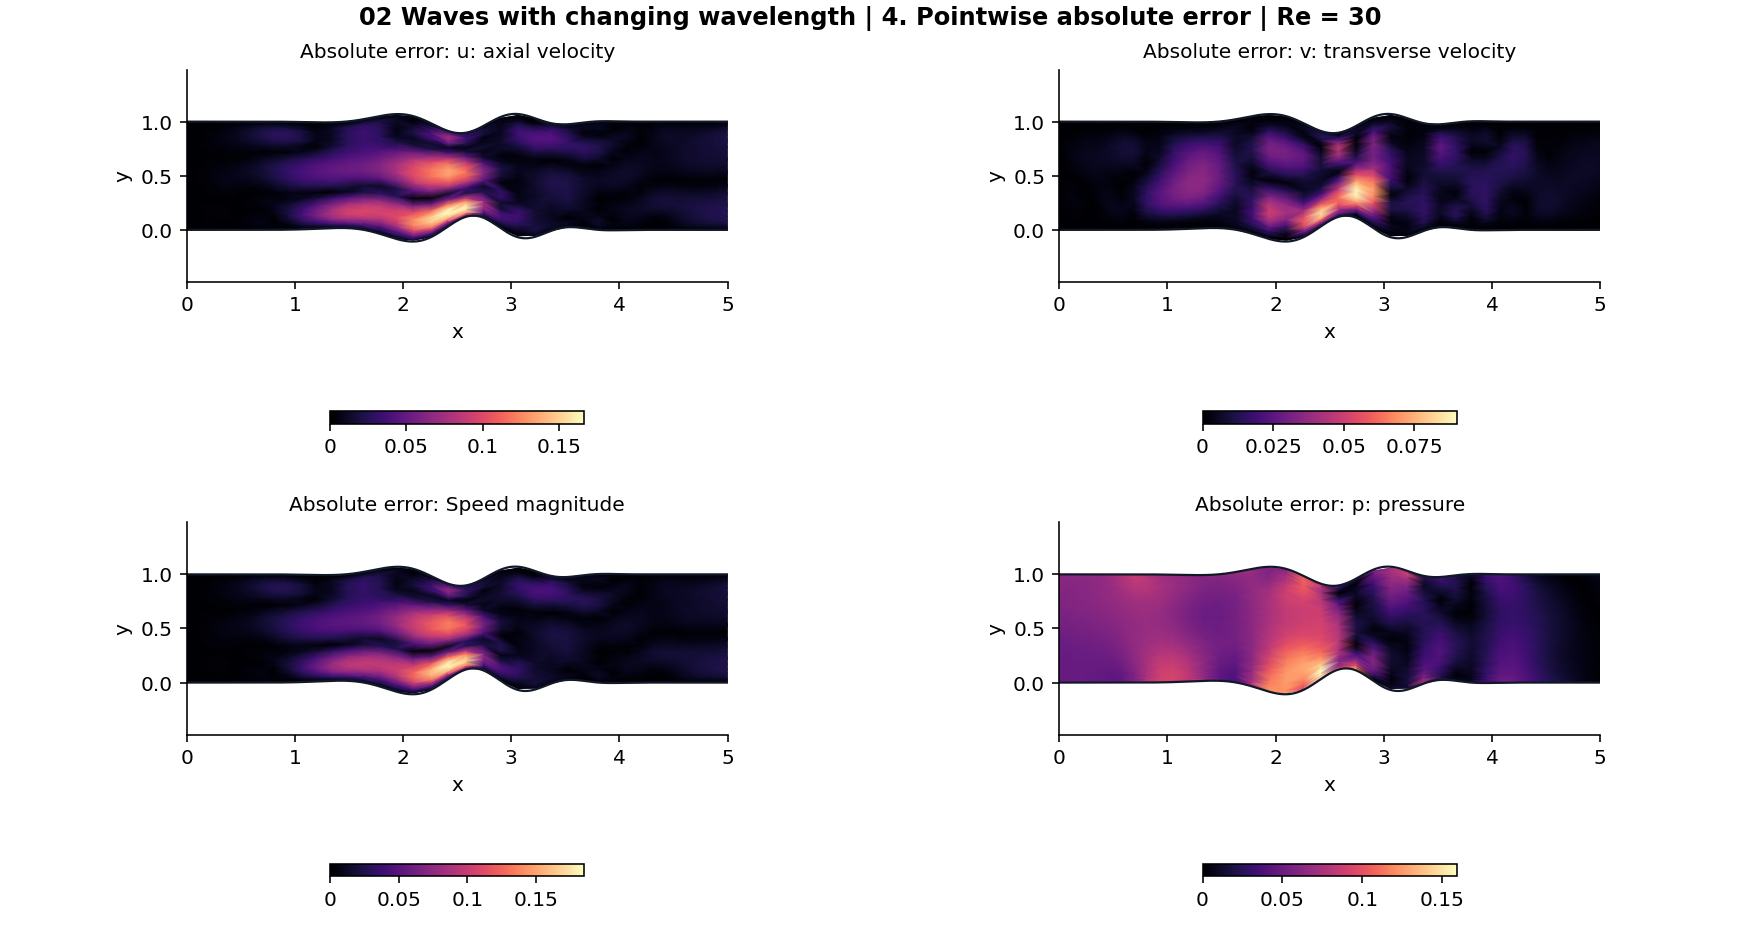 02 Waves with changing wavelength | 4. Pointwise absolute error | Re = 30
Absolute error: u: axial velocity
1.0
0.5
0.0
y
0 1 2 3 4 5
x
0 0.05 0.1 0.15
Absolute error: v: transverse velocity
1.0
0.5
0.0
y
0 1 2 3 4 5
x
0 0.025 0.05 0.075
Absolute error: Speed magnitude
1.0
0.5
0.0
y
0 1 2 3 4 5
x
0 0.05 0.1 0.15
Absolute error: p: pressure
1.0
0.5
0.0
y
0 1 2 3 4 5
x
0 0.05 0.1 0.15